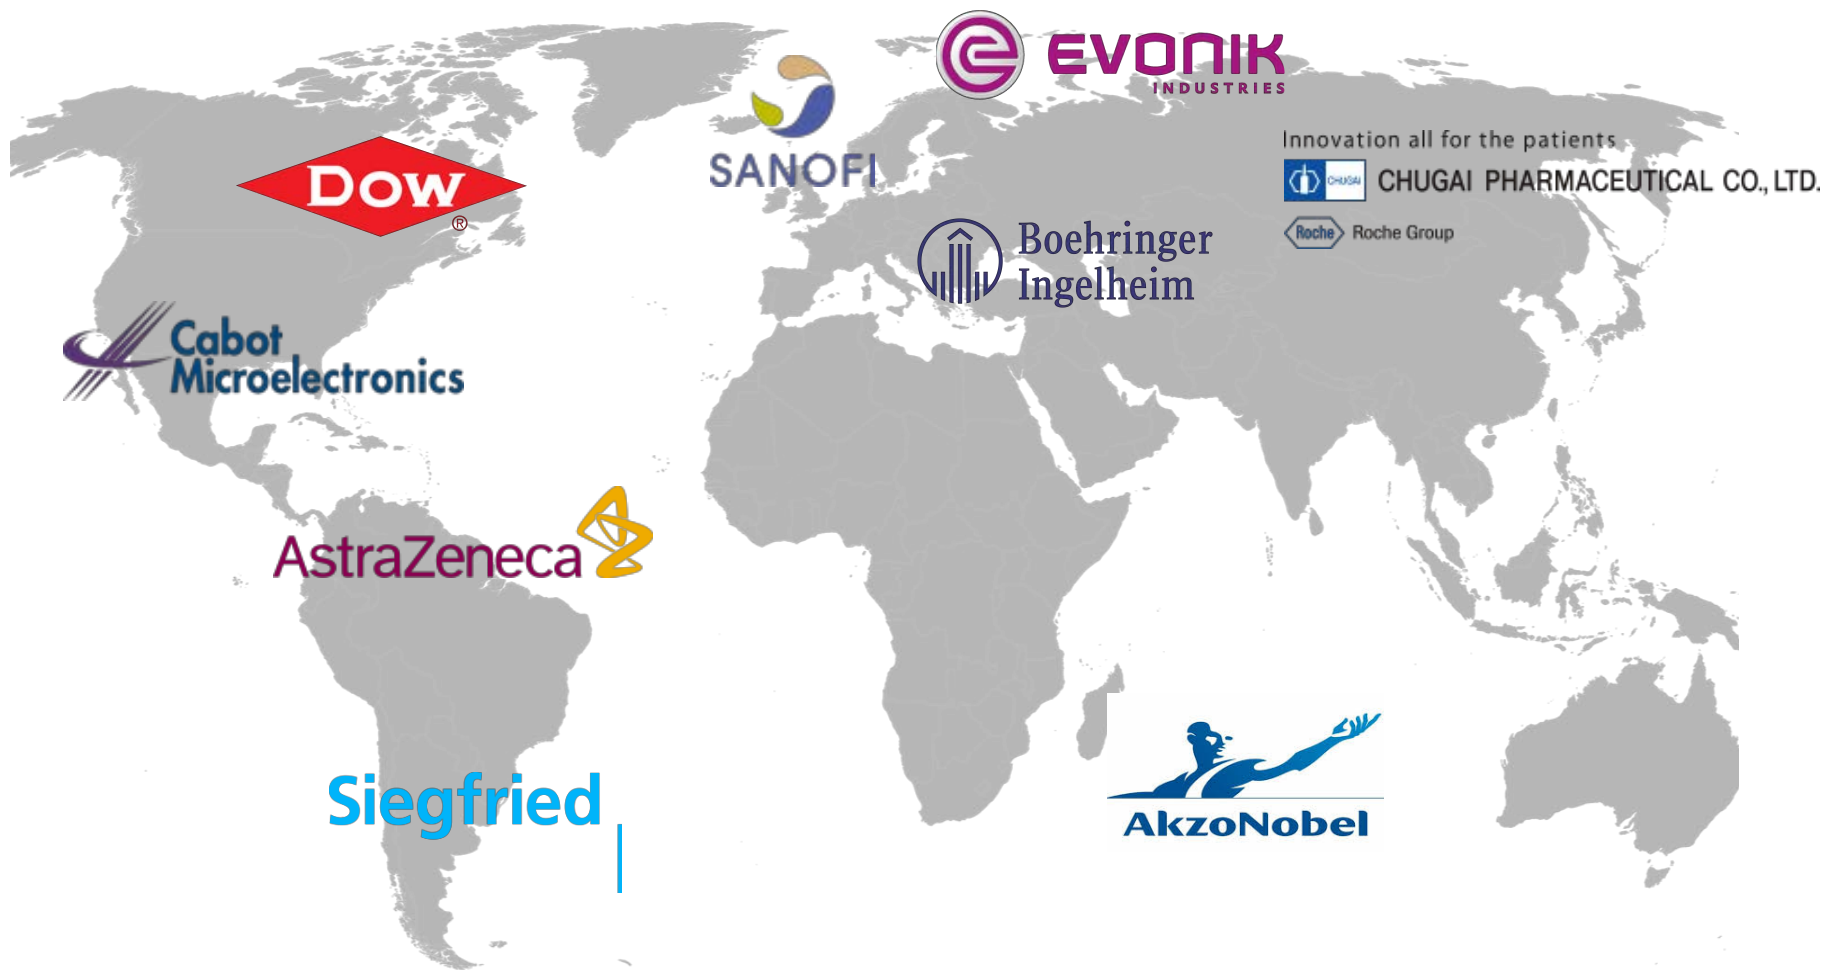 EVONIK
INDUSTRIES
SANOFI
Innovation all for the patients
CHUGAI
CHUGAI PHARMACEUTICAL CO., LTD.
Roche
Roche Group
DOW
®
Boehringer
Ingelheim
Cabot
Microelectronics
AstraZeneca
Siegfried
AkzoNobel